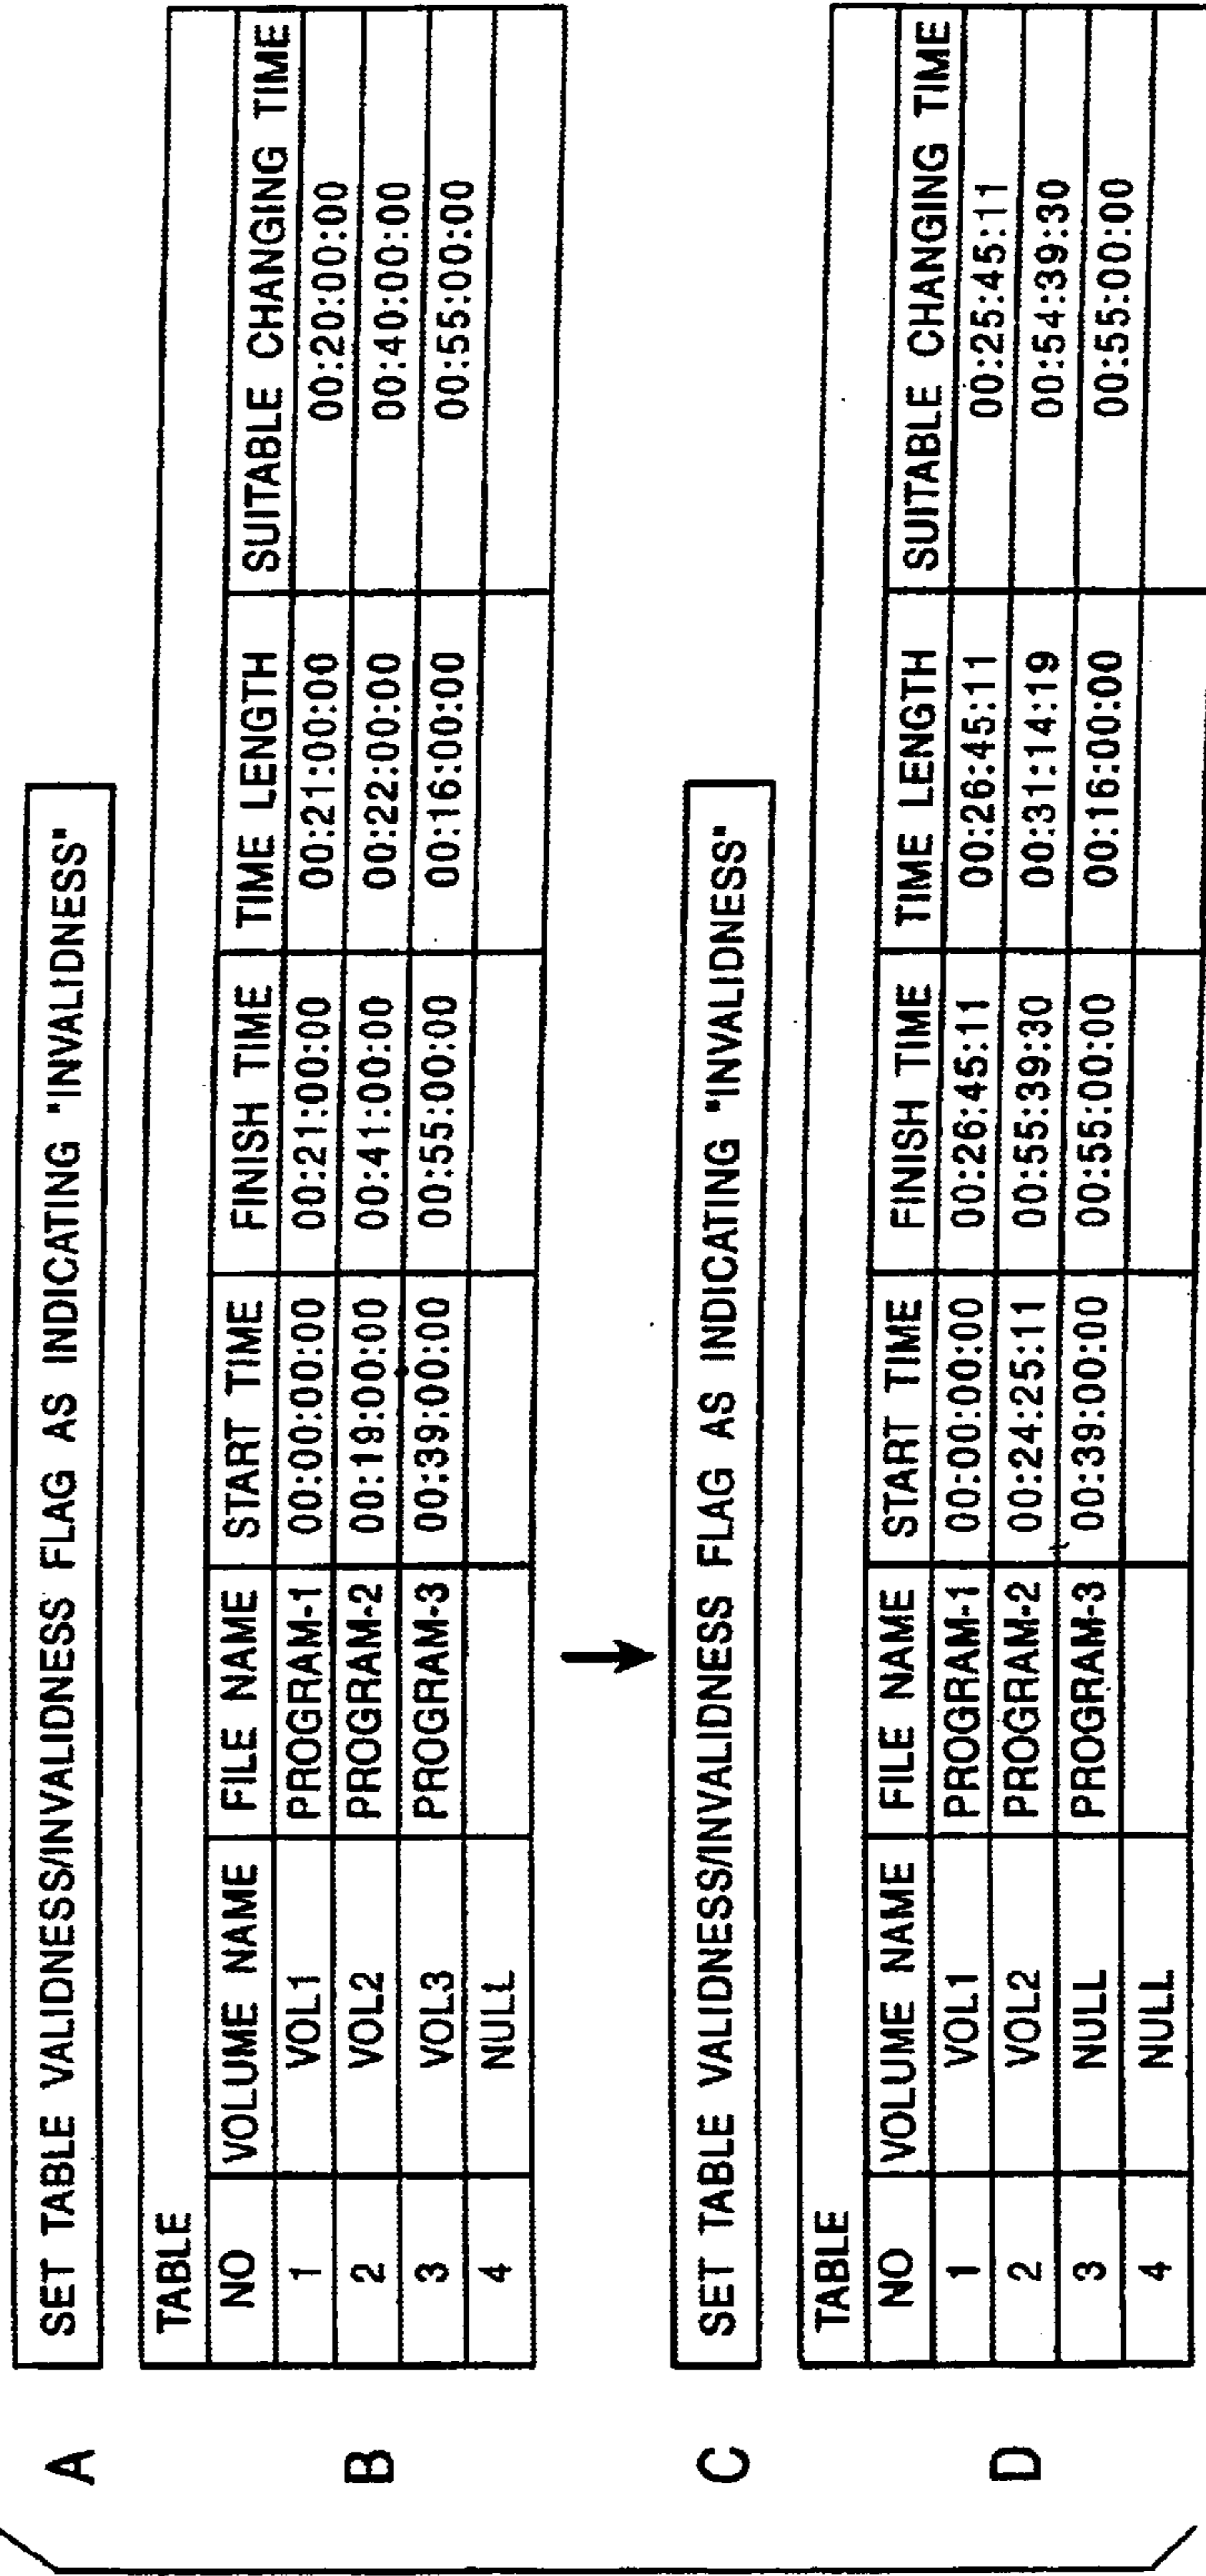 A
SET TABLE VALIDNESS/INVALIDNESS FLAG AS INDICATING "INVALIDNESS"
B
TABLE
NO VOLUME NAME FILE NAME START TIME FINISH TIME TIME LENGTH SUITABLE CHANGING TIME
1 VOL1 PROGRAM-1 00:00:00:00 00:21:00:00 00:21:00:00 00:20:00:00
2 VOL2 PROGRAM-2 00:19:00:00 00:41:00:00 00:22:00:00 00:40:00:00
3 VOL3 PROGRAM-3 00:39:00:00 00:55:00:00 00:16:00:00 00:55:00:00
4 NULL
C
SET TABLE VALIDNESS/INVALIDNESS FLAG AS INDICATING "INVALIDNESS"
D
TABLE
NO VOLUME NAME FILE NAME START TIME FINISH TIME TIME LENGTH SUITABLE CHANGING TIME
1 VOL1 PROGRAM-1 00:00:00:00 00:26:45:11 00:26:45:11 00:25:45:11
2 VOL2 PROGRAM-2 00:24:25:11 00:55:39:30 00:31:14:19 00:54:39:30
3 NULL PROGRAM-3 00:39:00:00 00:55:00:00 00:16:00:00 00:55:00:00
4 NULL